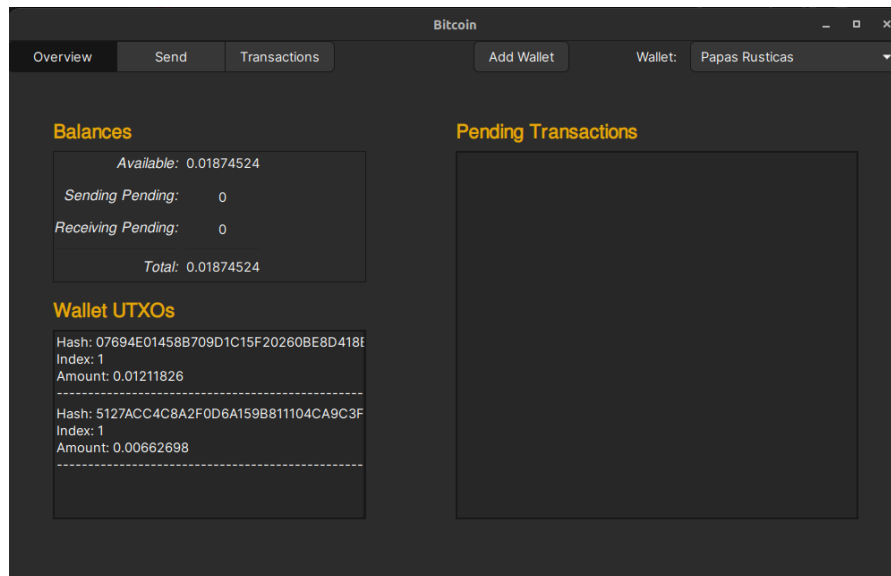 Bitcoin
Overview Send Transactions Add Wallet Wallet: Papas Rusticas
Balances
Available: 0.01874524
Sending Pending: 0
Receiving Pending: 0
Total: 0.01874524
Wallet UTXOs
Hash: 07694E01458B709D1C15F20260BE8D418E
Index: 1
Amount: 0.01211826
--------------------------------------------------
Hash: 5127ACC4C8A2F0D6A159B811104CA9C3F
Index: 1
Amount: 0.00662698
--------------------------------------------------
Pending Transactions